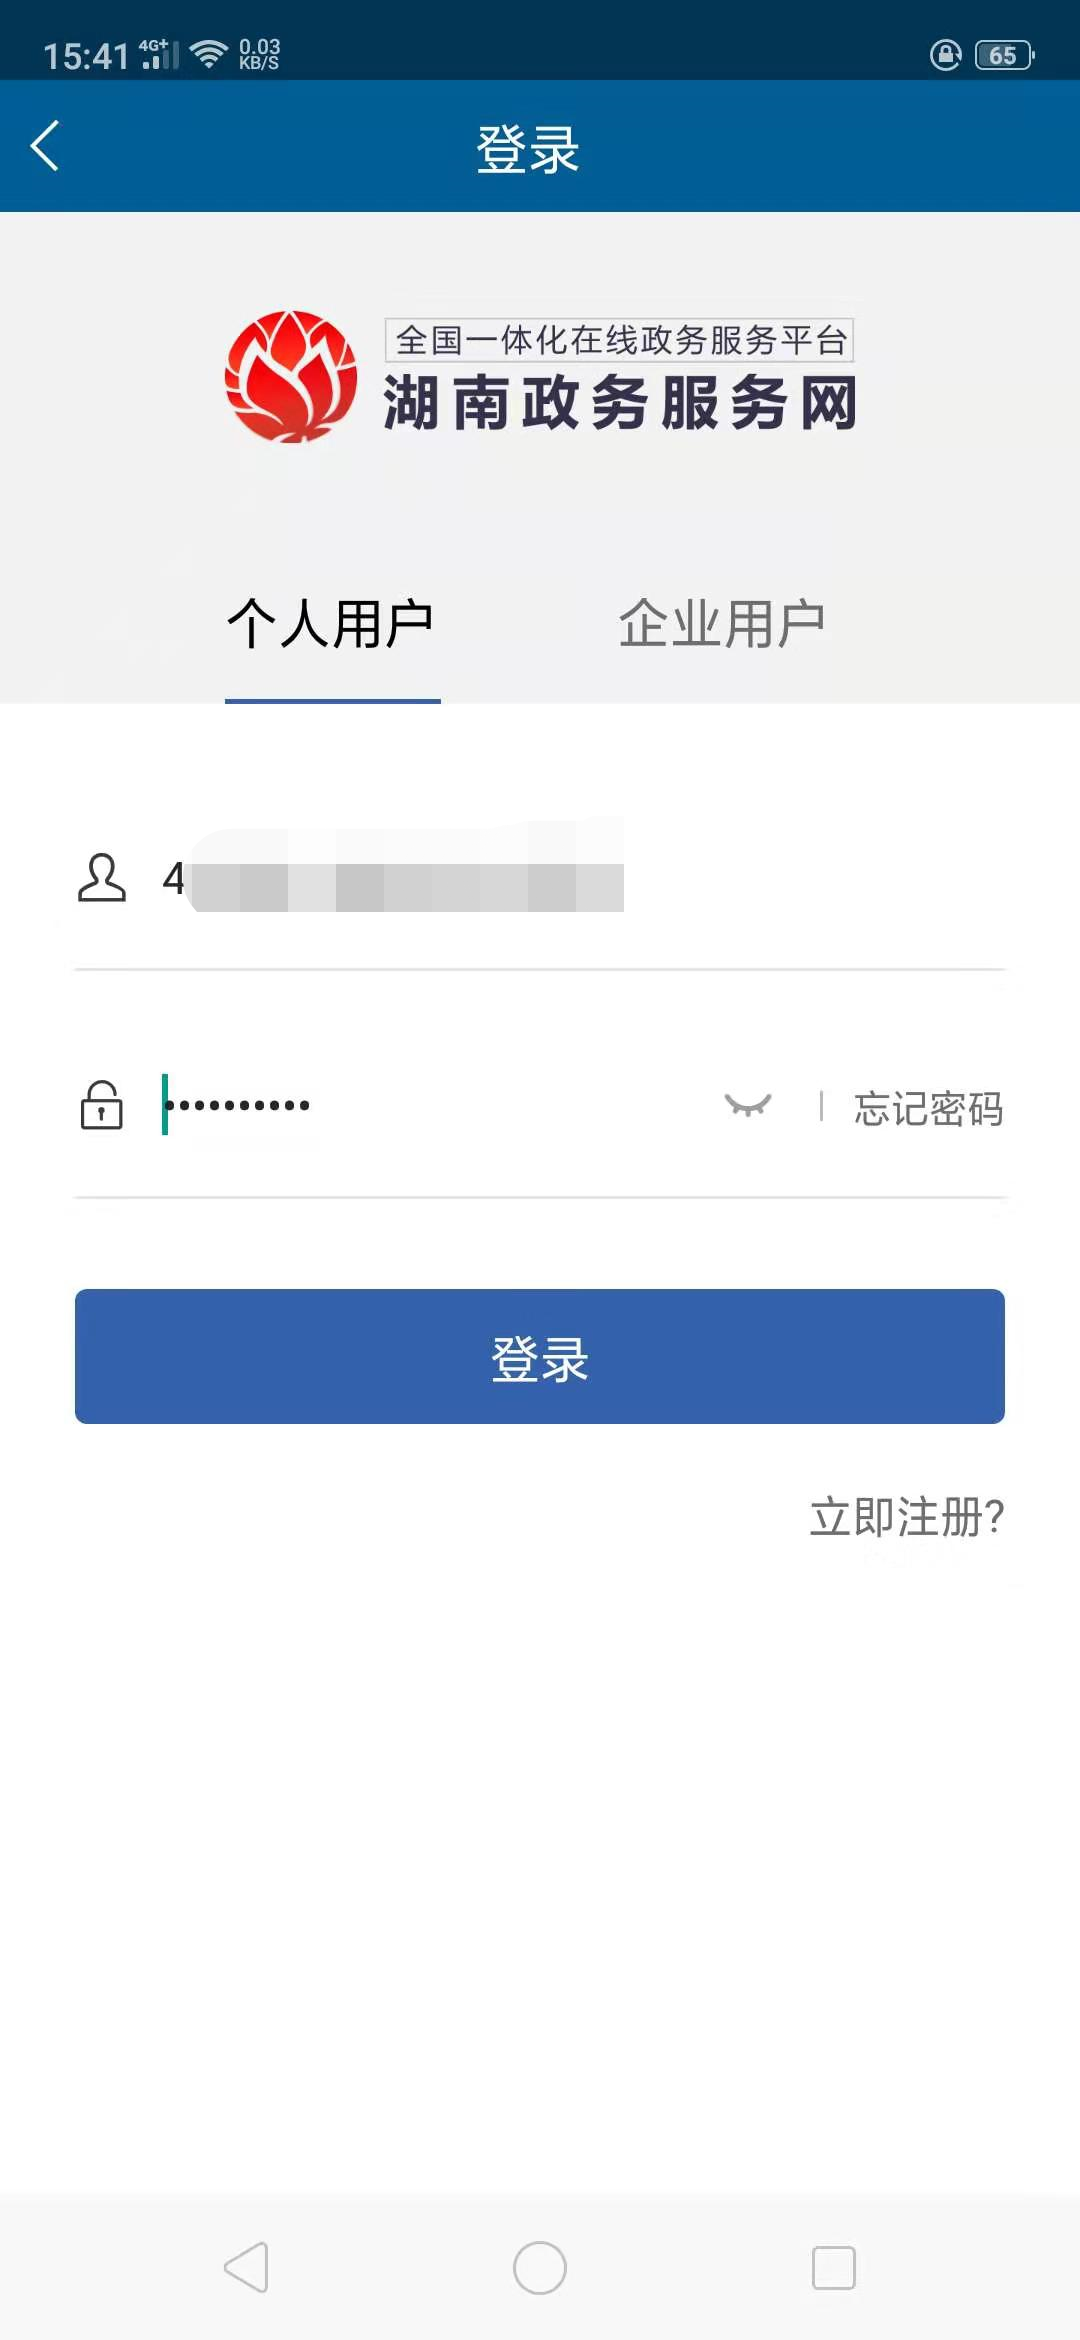 15:41 4G+ 0.03 KB/S 65
登录
全国一体化在线政务服务平台
湖南政务服务网
个人用户 企业用户
4
•••••••••• 忘记密码
登录
立即注册?